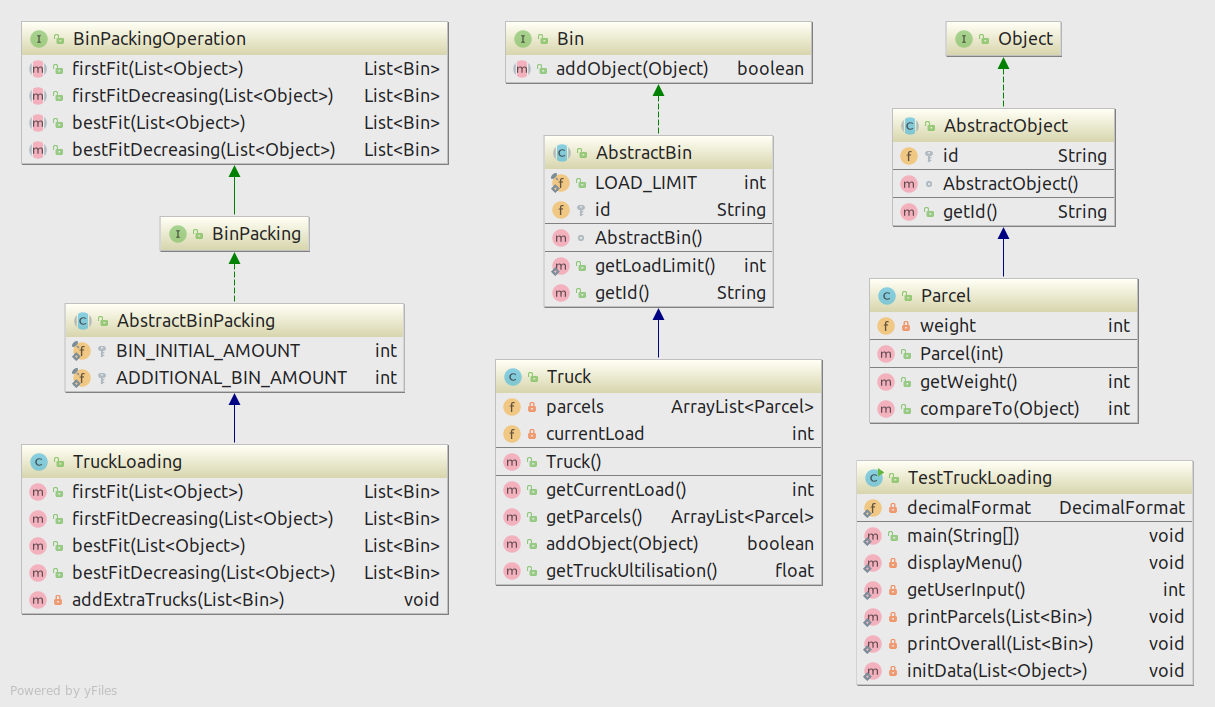 BinPackingOperation
firstFit(List<Object>) List<Bin>
firstFitDecreasing(List<Object>) List<Bin>
bestFit(List<Object>) List<Bin>
bestFitDecreasing(List<Object>) List<Bin>
BinPacking
AbstractBinPacking
BIN_INITIAL_AMOUNT int
ADDITIONAL_BIN_AMOUNT int
TruckLoading
firstFit(List<Object>) List<Bin>
firstFitDecreasing(List<Object>) List<Bin>
bestFit(List<Object>) List<Bin>
bestFitDecreasing(List<Object>) List<Bin>
addExtraTrucks(List<Bin>) void
Bin
addObject(Object) boolean
AbstractBin
LOAD_LIMIT int
id String
AbstractBin()
getLoadLimit() int
getId() String
Truck
parcels ArrayList<Parcel>
currentLoad int
Truck()
getCurrentLoad() int
getParcels() ArrayList<Parcel>
addObject(Object) boolean
getTruckUltilisation() float
Object
AbstractObject
id String
AbstractObject()
getId() String
Parcel
weight int
Parcel(int)
getWeight() int
compareTo(Object) int
TestTruckLoading
decimalFormat DecimalFormat
main(String[]) void
displayMenu() void
getUserInput() int
printParcels(List<Bin>) void
printOverall(List<Bin>) void
initData(List<Object>) void
Powered by yFiles